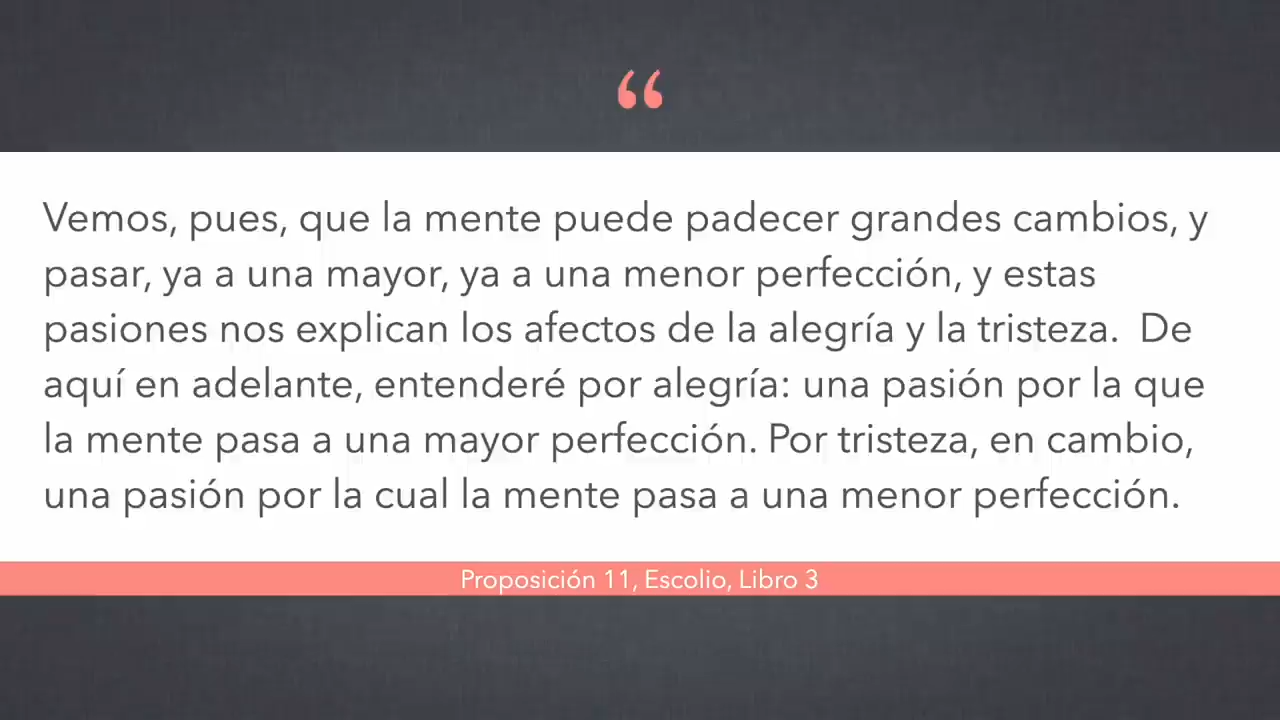 “
Vemos, pues, que la mente puede padecer grandes cambios, y
pasar, ya a una mayor, ya a una menor perfección, y estas
pasiones nos explican los afectos de la alegría y la tristeza.  De
aquí en adelante, entenderé por alegría: una pasión por la que
la mente pasa a una mayor perfección. Por tristeza, en cambio,
una pasión por la cual la mente pasa a una menor perfección.
Proposición 11, Escolio, Libro 3